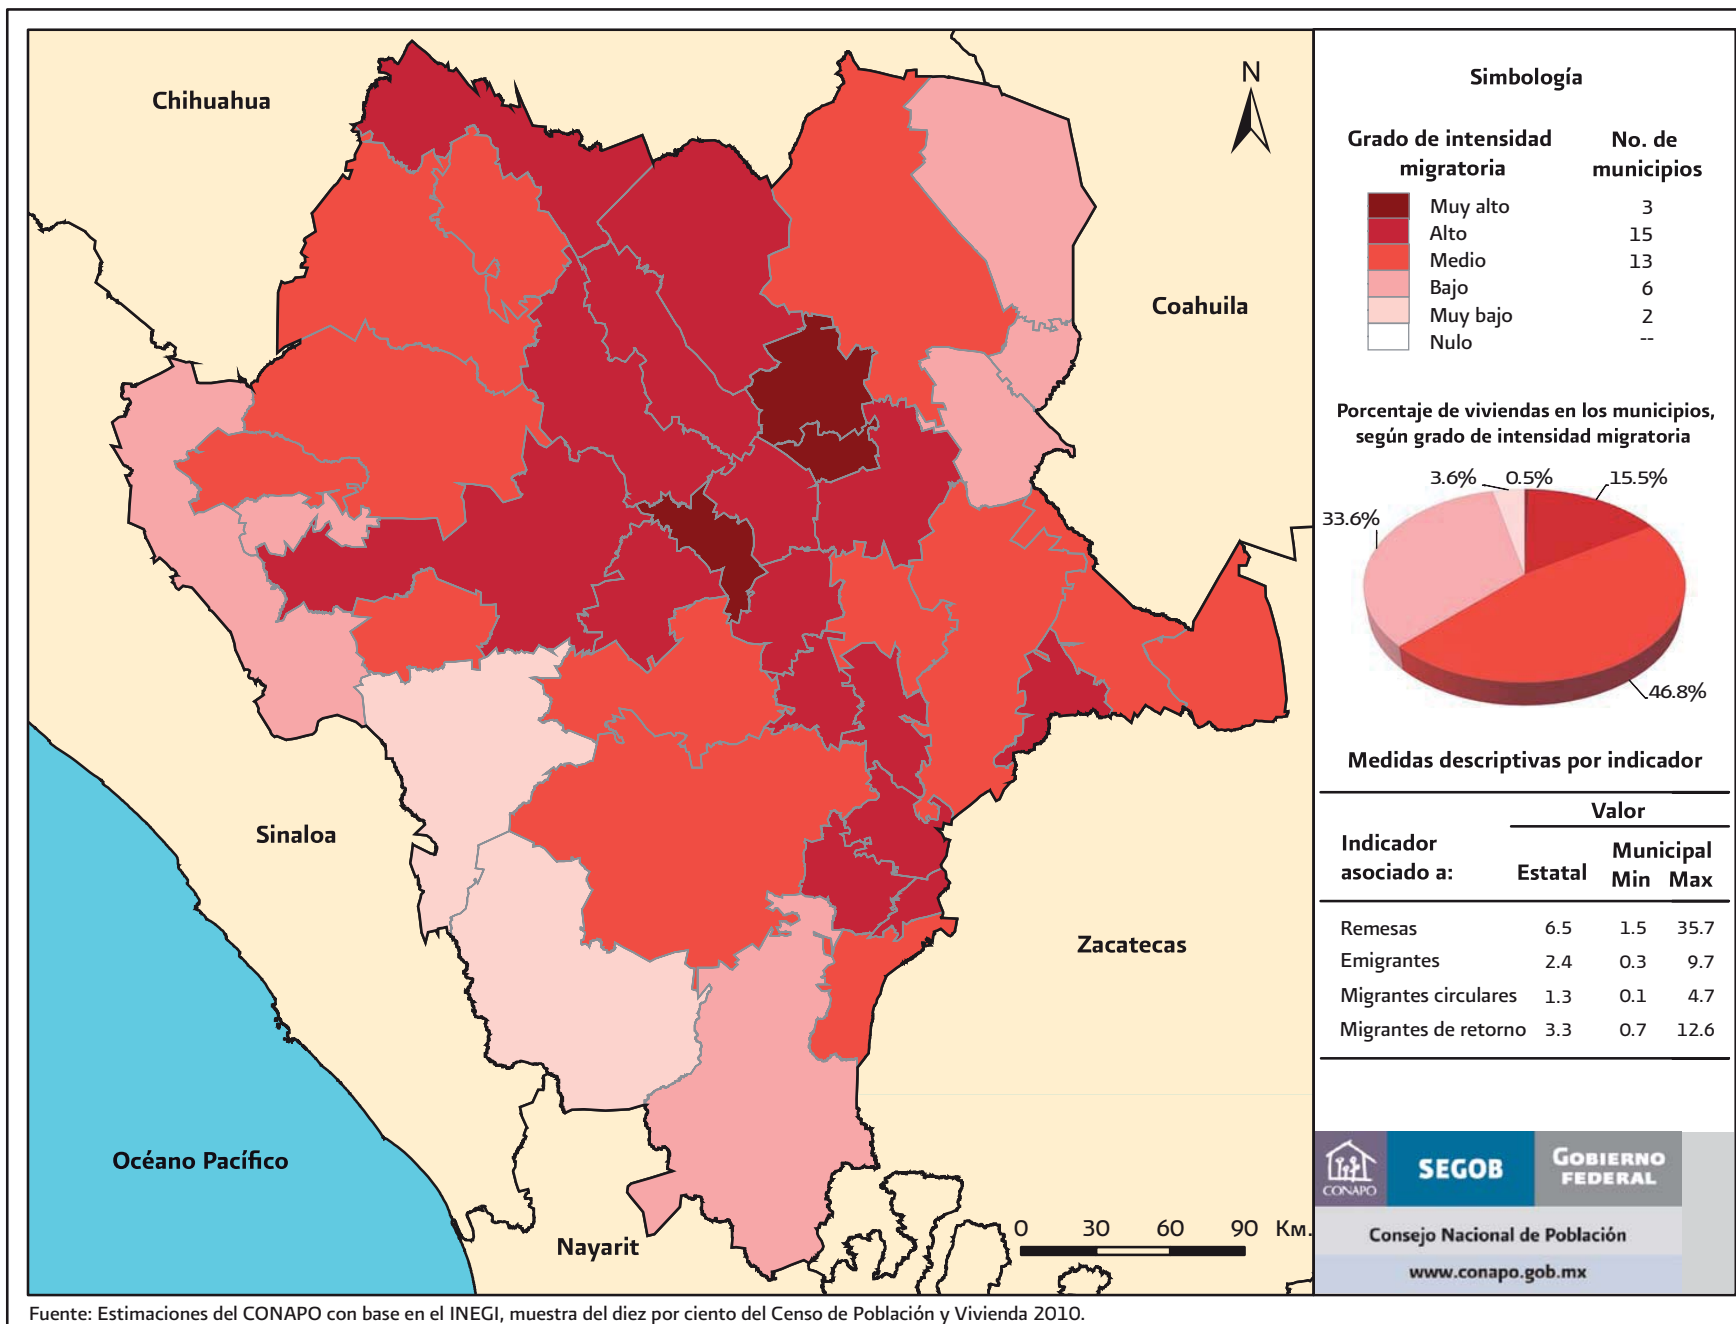 Chihuahua
N
Coahuila
Sinaloa
Zacatecas
Océano Pacífico
Nayarit
0 30 60 90 Km.
Simbología
Grado de intensidad migratoria
No. de municipios
Muy alto 3
Alto 15
Medio 13
Bajo 6
Muy bajo 2
Nulo --
Porcentaje de viviendas en los municipios,
según grado de intensidad migratoria
3.6% 0.5% 15.5%
33.6%
46.8%
Medidas descriptivas por indicador
Valor
Indicador asociado a:
Estatal
Municipal
Min Max
Remesas 6.5 1.5 35.7
Emigrantes 2.4 0.3 9.7
Migrantes circulares 1.3 0.1 4.7
Migrantes de retorno 3.3 0.7 12.6
CONAPO
SEGOB
GOBIERNO
FEDERAL
Consejo Nacional de Población
www.conapo.gob.mx
Fuente: Estimaciones del CONAPO con base en el INEGI, muestra del diez por ciento del Censo de Población y Vivienda 2010.